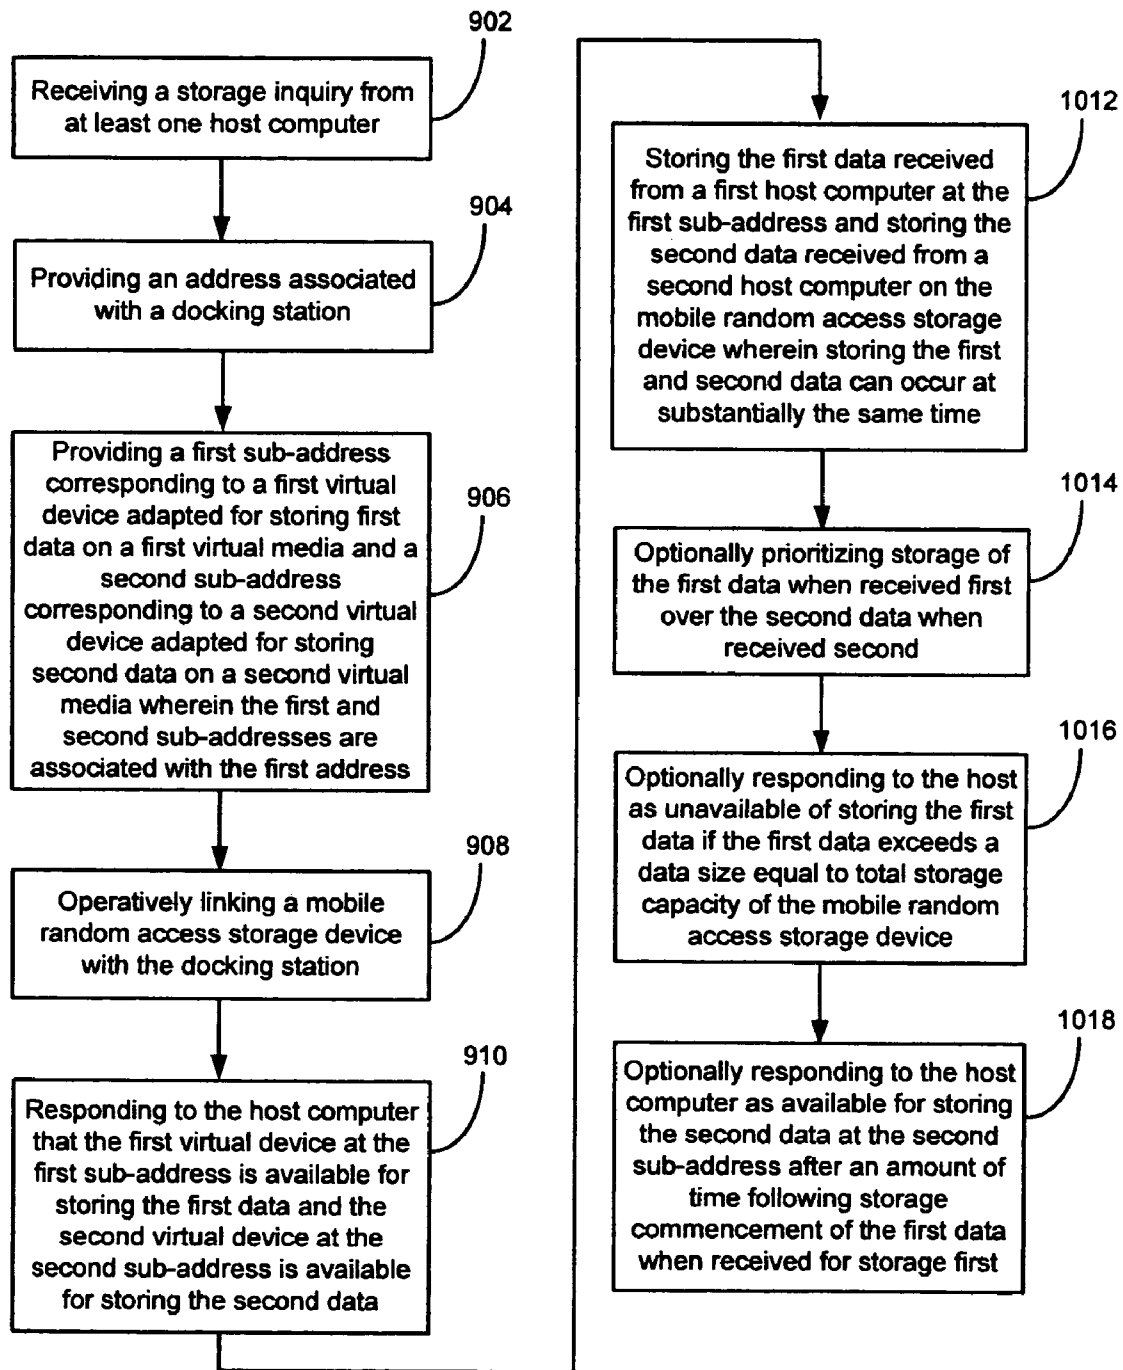 902
Receiving a storage inquiry from
at least one host computer
904
Providing an address associated
with a docking station
906
Providing a first sub-address
corresponding to a first virtual
device adapted for storing first
data on a first virtual media and a
second sub-address
corresponding to a second virtual
device adapted for storing
second data on a second virtual
media wherein the first and
second sub-addresses are
associated with the first address
908
Operatively linking a mobile
random access storage device
with the docking station
910
Responding to the host computer
that the first virtual device at the
first sub-address is available for
storing the first data and the
second virtual device at the
second sub-address is available
for storing the second data
1012
Storing the first data received
from a first host computer at the
first sub-address and storing the
second data received from a
second host computer on the
mobile random access storage
device wherein storing the first
and second data can occur at
substantially the same time
1014
Optionally prioritizing storage of
the first data when received first
over the second data when
received second
1016
Optionally responding to the host
as unavailable of storing the first
data if the first data exceeds a
data size equal to total storage
capacity of the mobile random
access storage device
1018
Optionally responding to the host
computer as available for storing
the second data at the second
sub-address after an amount of
time following storage
commencement of the first data
when received for storage first